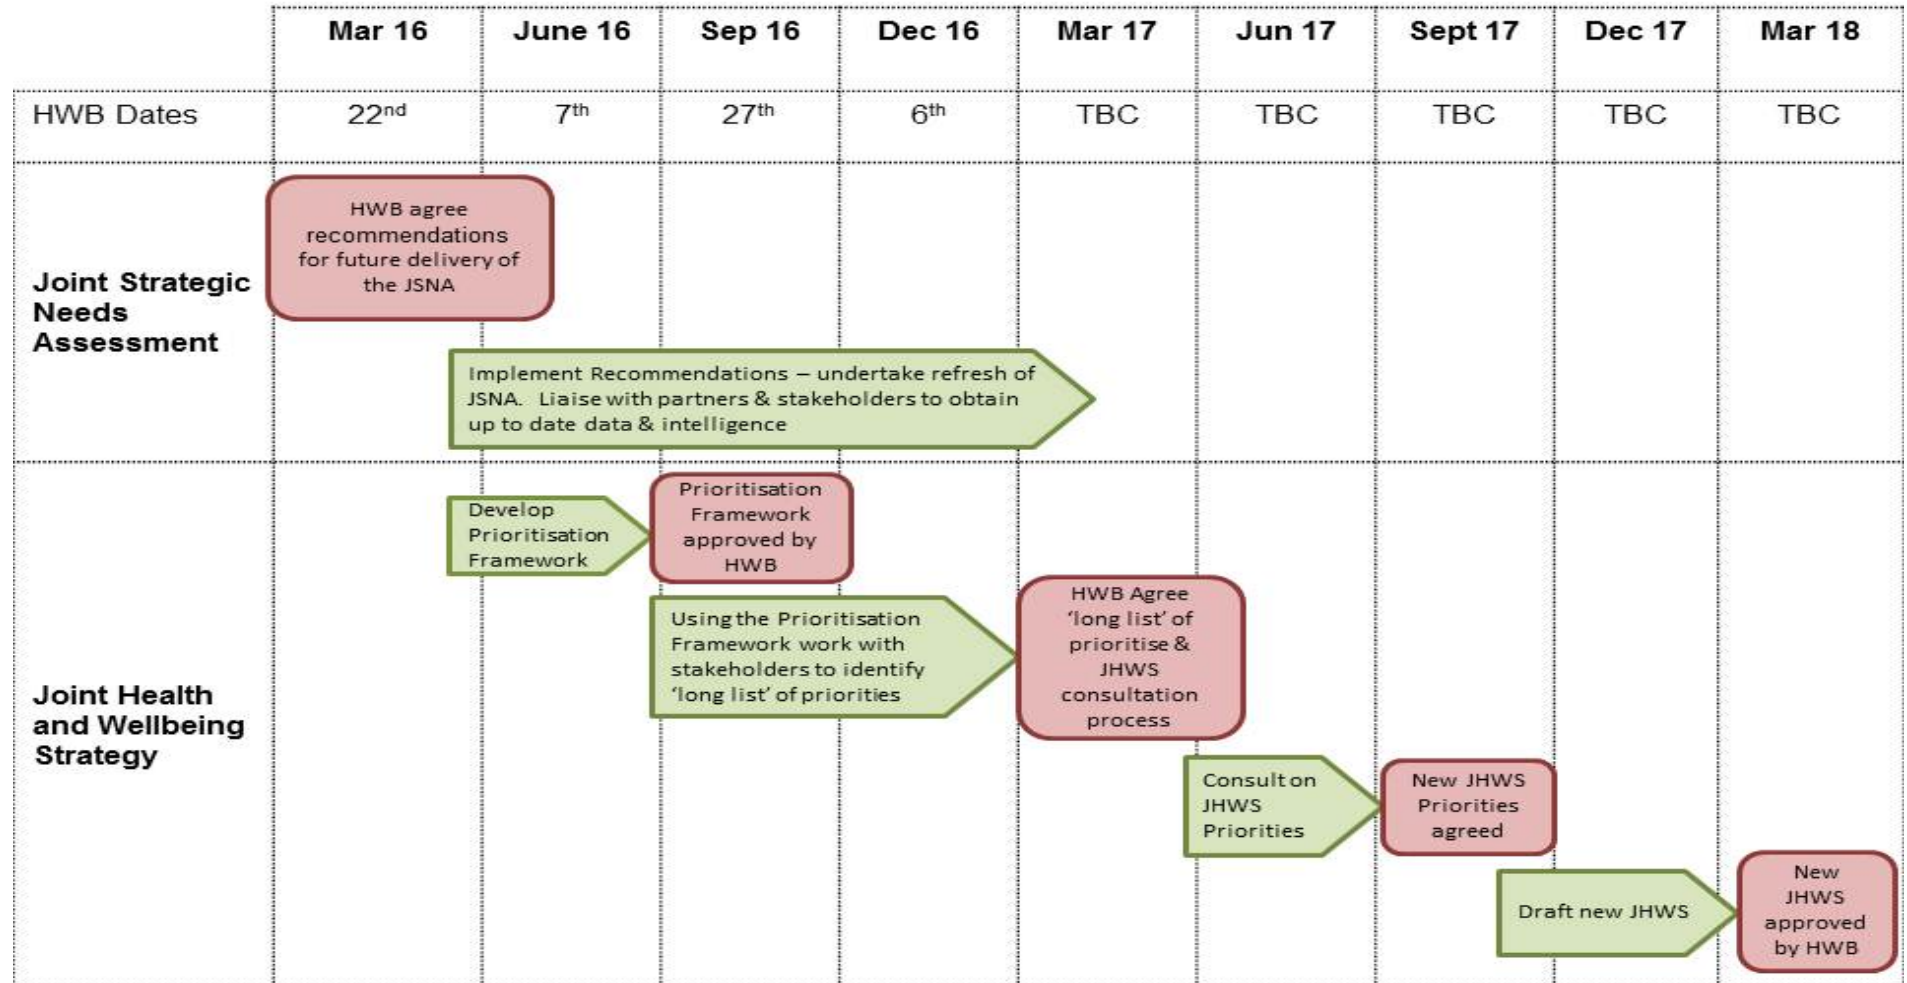 Mar 16 June 16 Sep 16 Dec 16 Mar 17 Jun 17 Sept 17 Dec 17 Mar 18
HWB Dates 22nd 7th 27th 6th TBC TBC TBC TBC TBC
Joint Strategic
Needs
Assessment
HWB agree
recommendations
for future delivery of
the JSNA
Implement Recommendations – undertake refresh of
JSNA. Liaise with partners & stakeholders to obtain
up to date data & intelligence
Joint Health
and Wellbeing
Strategy
Develop
Prioritisation
Framework
Prioritisation
Framework
approved by
HWB
Using the Prioritisation
Framework work with
stakeholders to identify
‘long list’ of priorities
HWB Agree
‘long list’ of
prioritise &
JHWS
consultation
process
Consult on
JHWS
Priorities
New JHWS
Priorities
agreed
Draft new JHWS
New
JHWS
approved
by HWB